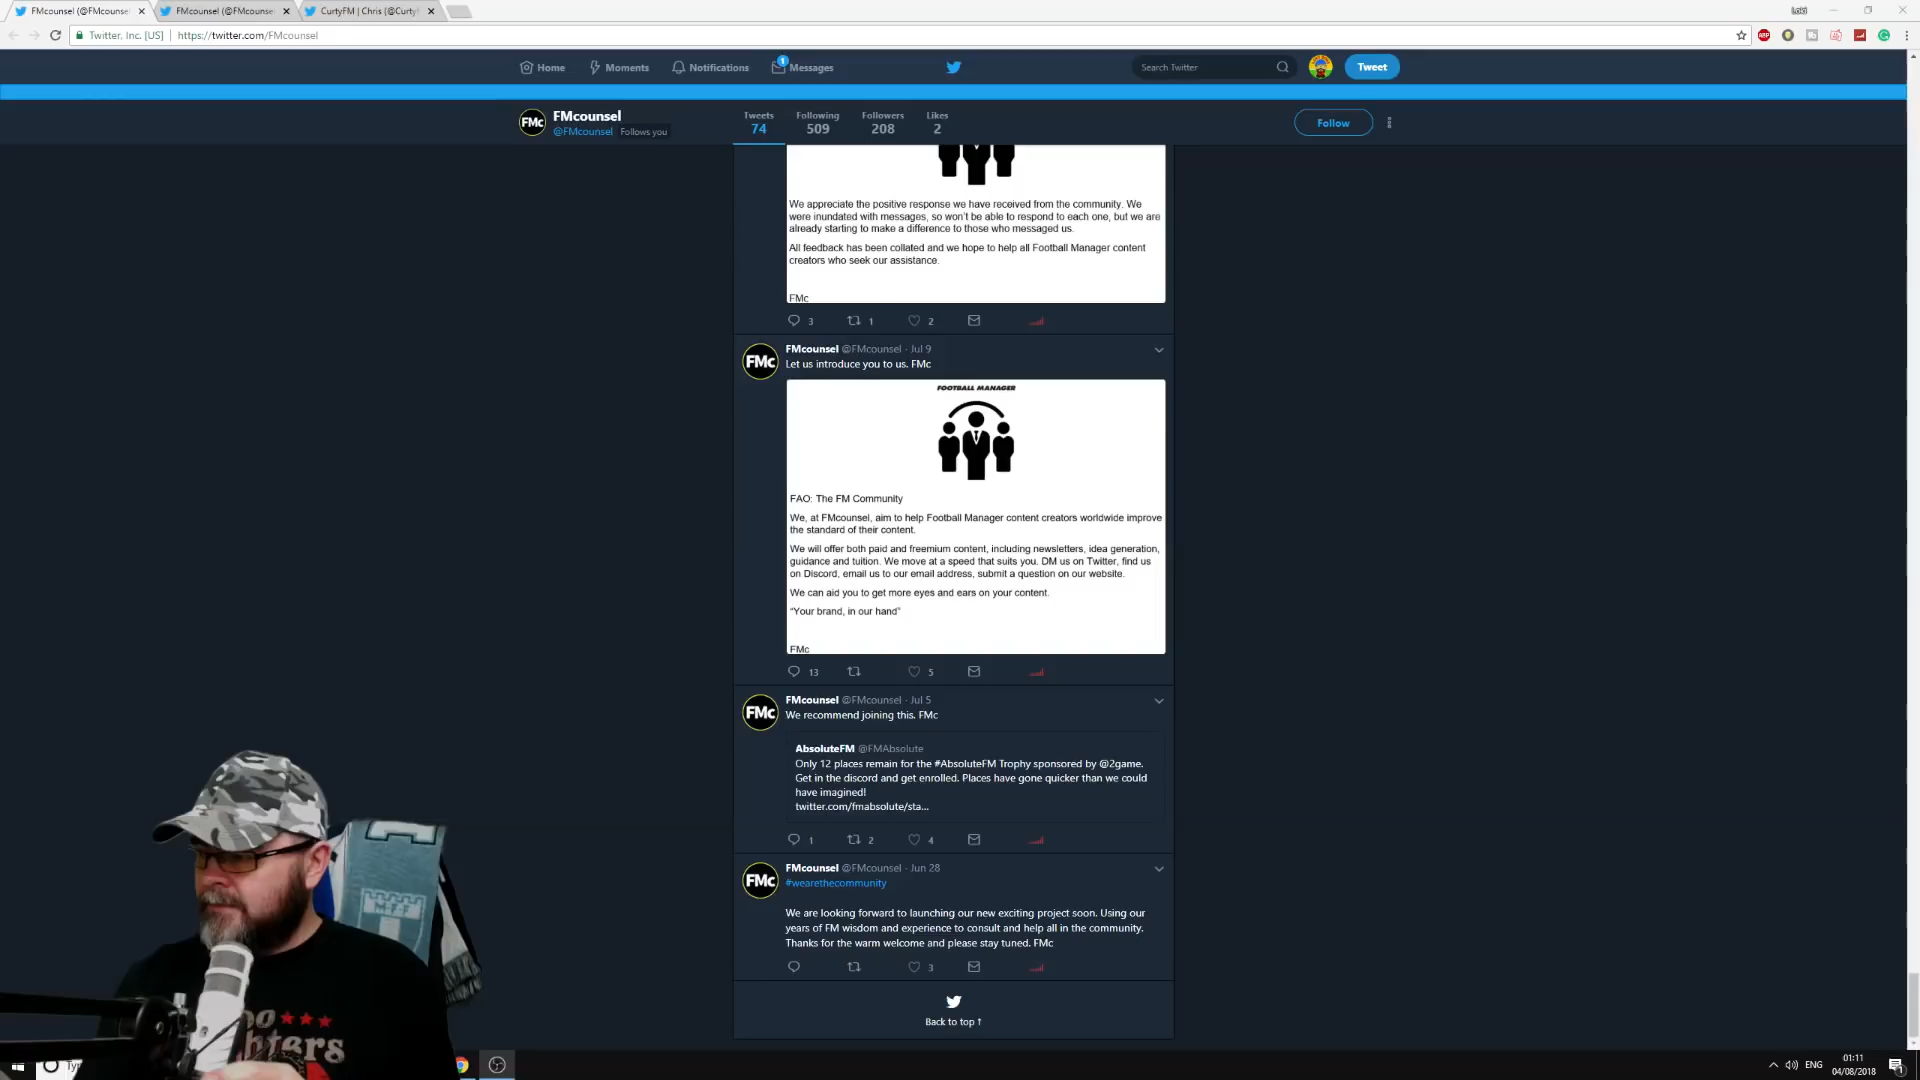 FMcounsel (@FMcounsel
FMcounsel (@FMcounse
CurtyFM | Chris (@Curty
Loki
Twitter, Inc. [US]
https://twitter.com/FMcounsel
ABP
Home
Moments
Notifications
1
Messages
Search Twitter
Tweet
FMc
FMcounsel
@FMcounsel
Follows you
Tweets
74
Following
509
Followers
208
Likes
2
Follow
We appreciate the positive response we have received from the community. We
were inundated with messages, so won't be able to respond to each one, but we are
already starting to make a difference to those who messaged us.
All feedback has been collated and we hope to help all Football Manager content
creators who seek our assistance.
FMc
3
1
2
FMc
FMcounsel @FMcounsel · Jul 9
Let us introduce you to us. FMc
FOOTBALL MANAGER
FAO: The FM Community
We, at FMcounsel, aim to help Football Manager content creators worldwide improve
the standard of their content.
We will offer both paid and freemium content, including newsletters, idea generation,
guidance and tuition. We move at a speed that suits you. DM us on Twitter, find us
on Discord, email us to our email address, submit a question on our website.
We can aid you to get more eyes and ears on your content.
"Your brand, in our hand"
FMc
13
5
FMc
FMcounsel @FMcounsel · Jul 5
We recommend joining this. FMc
AbsoluteFM @FMAbsolute
Only 12 places remain for the #AbsoluteFM Trophy sponsored by @2game.
Get in the discord and get enrolled. Places have gone quicker than we could
have imagined!
twitter.com/fmabsolute/sta...
1
2
4
FMc
FMcounsel @FMcounsel · Jun 28
#wearethecommunity
We are looking forward to launching our new exciting project soon. Using our
years of FM wisdom and experience to consult and help all in the community.
Thanks for the warm welcome and please stay tuned. FMc
3
Back to top ↑
M-F-F
oo
hters
Ty
ENG
01:11
04/08/2018
1